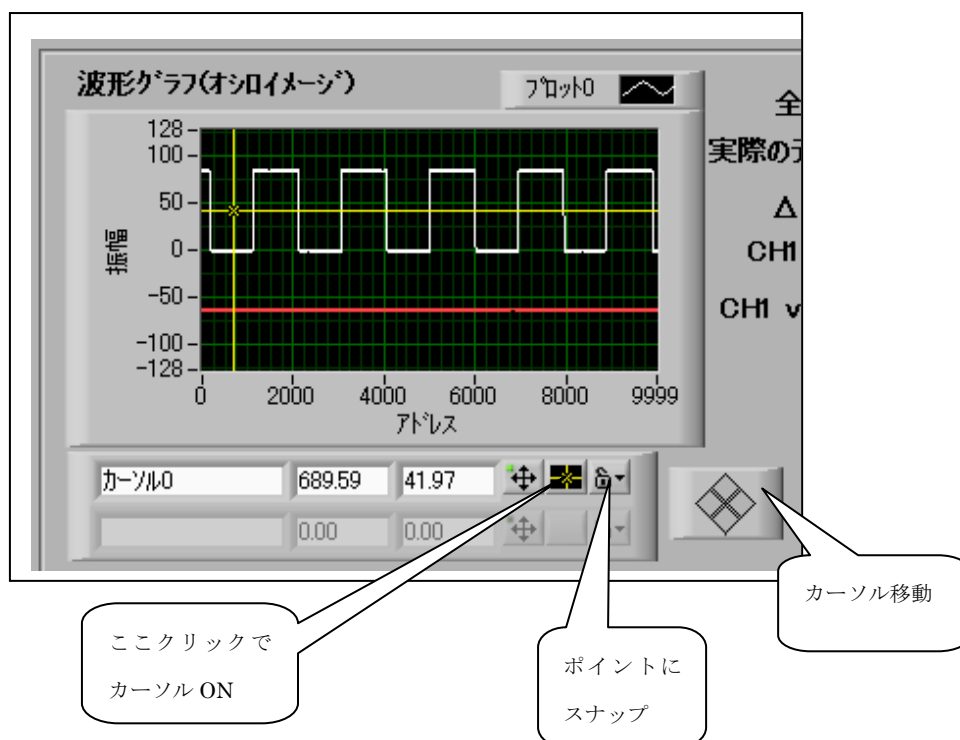 波形グラフ(オシロイメージ)
プロット0
128
100
50
0
-50
-100
-128
振幅
0 2000 4000 6000 8000 9999
アドレス
全
実際の
Δ
CH1
CH1 v
カーソル0 689.59 41.97
0.00 0.00
カーソル移動
ここクリックで
カーソル ON
ポイントに
スナップ